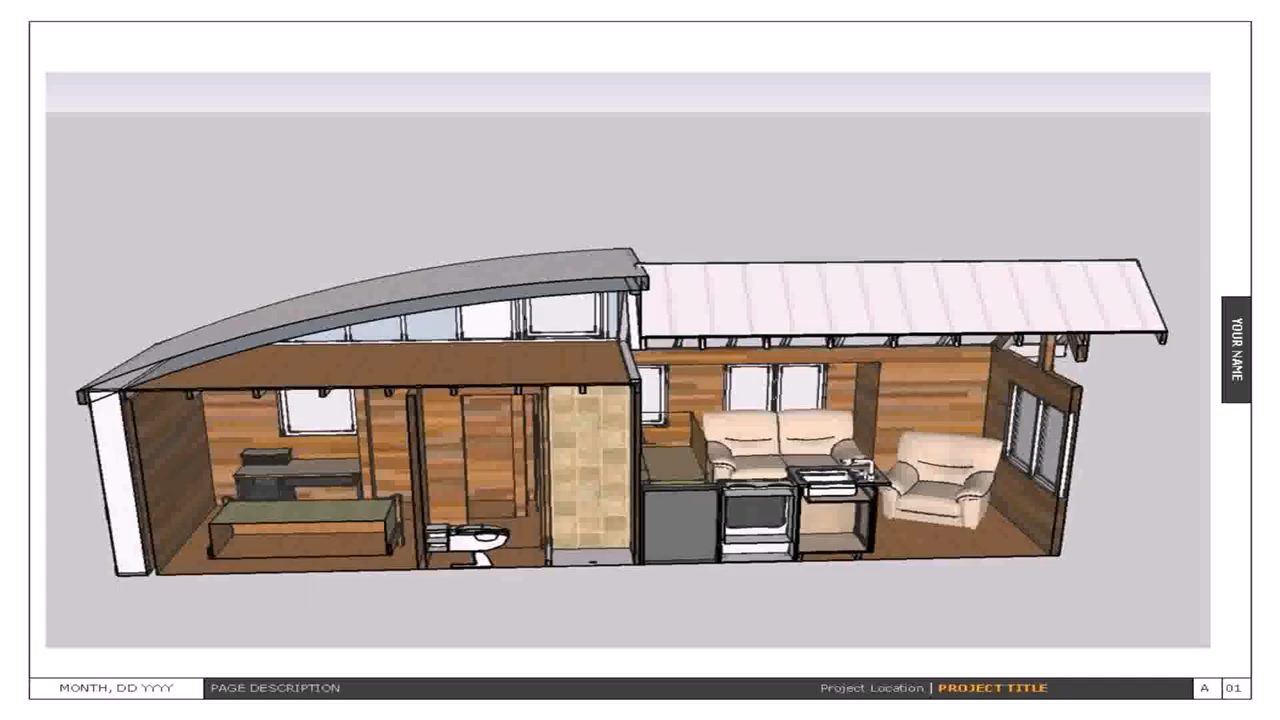 YOUR NAME
MONTH, DD YYYY
PAGE DESCRIPTION
Project Location | PROJECT TITLE
A
01